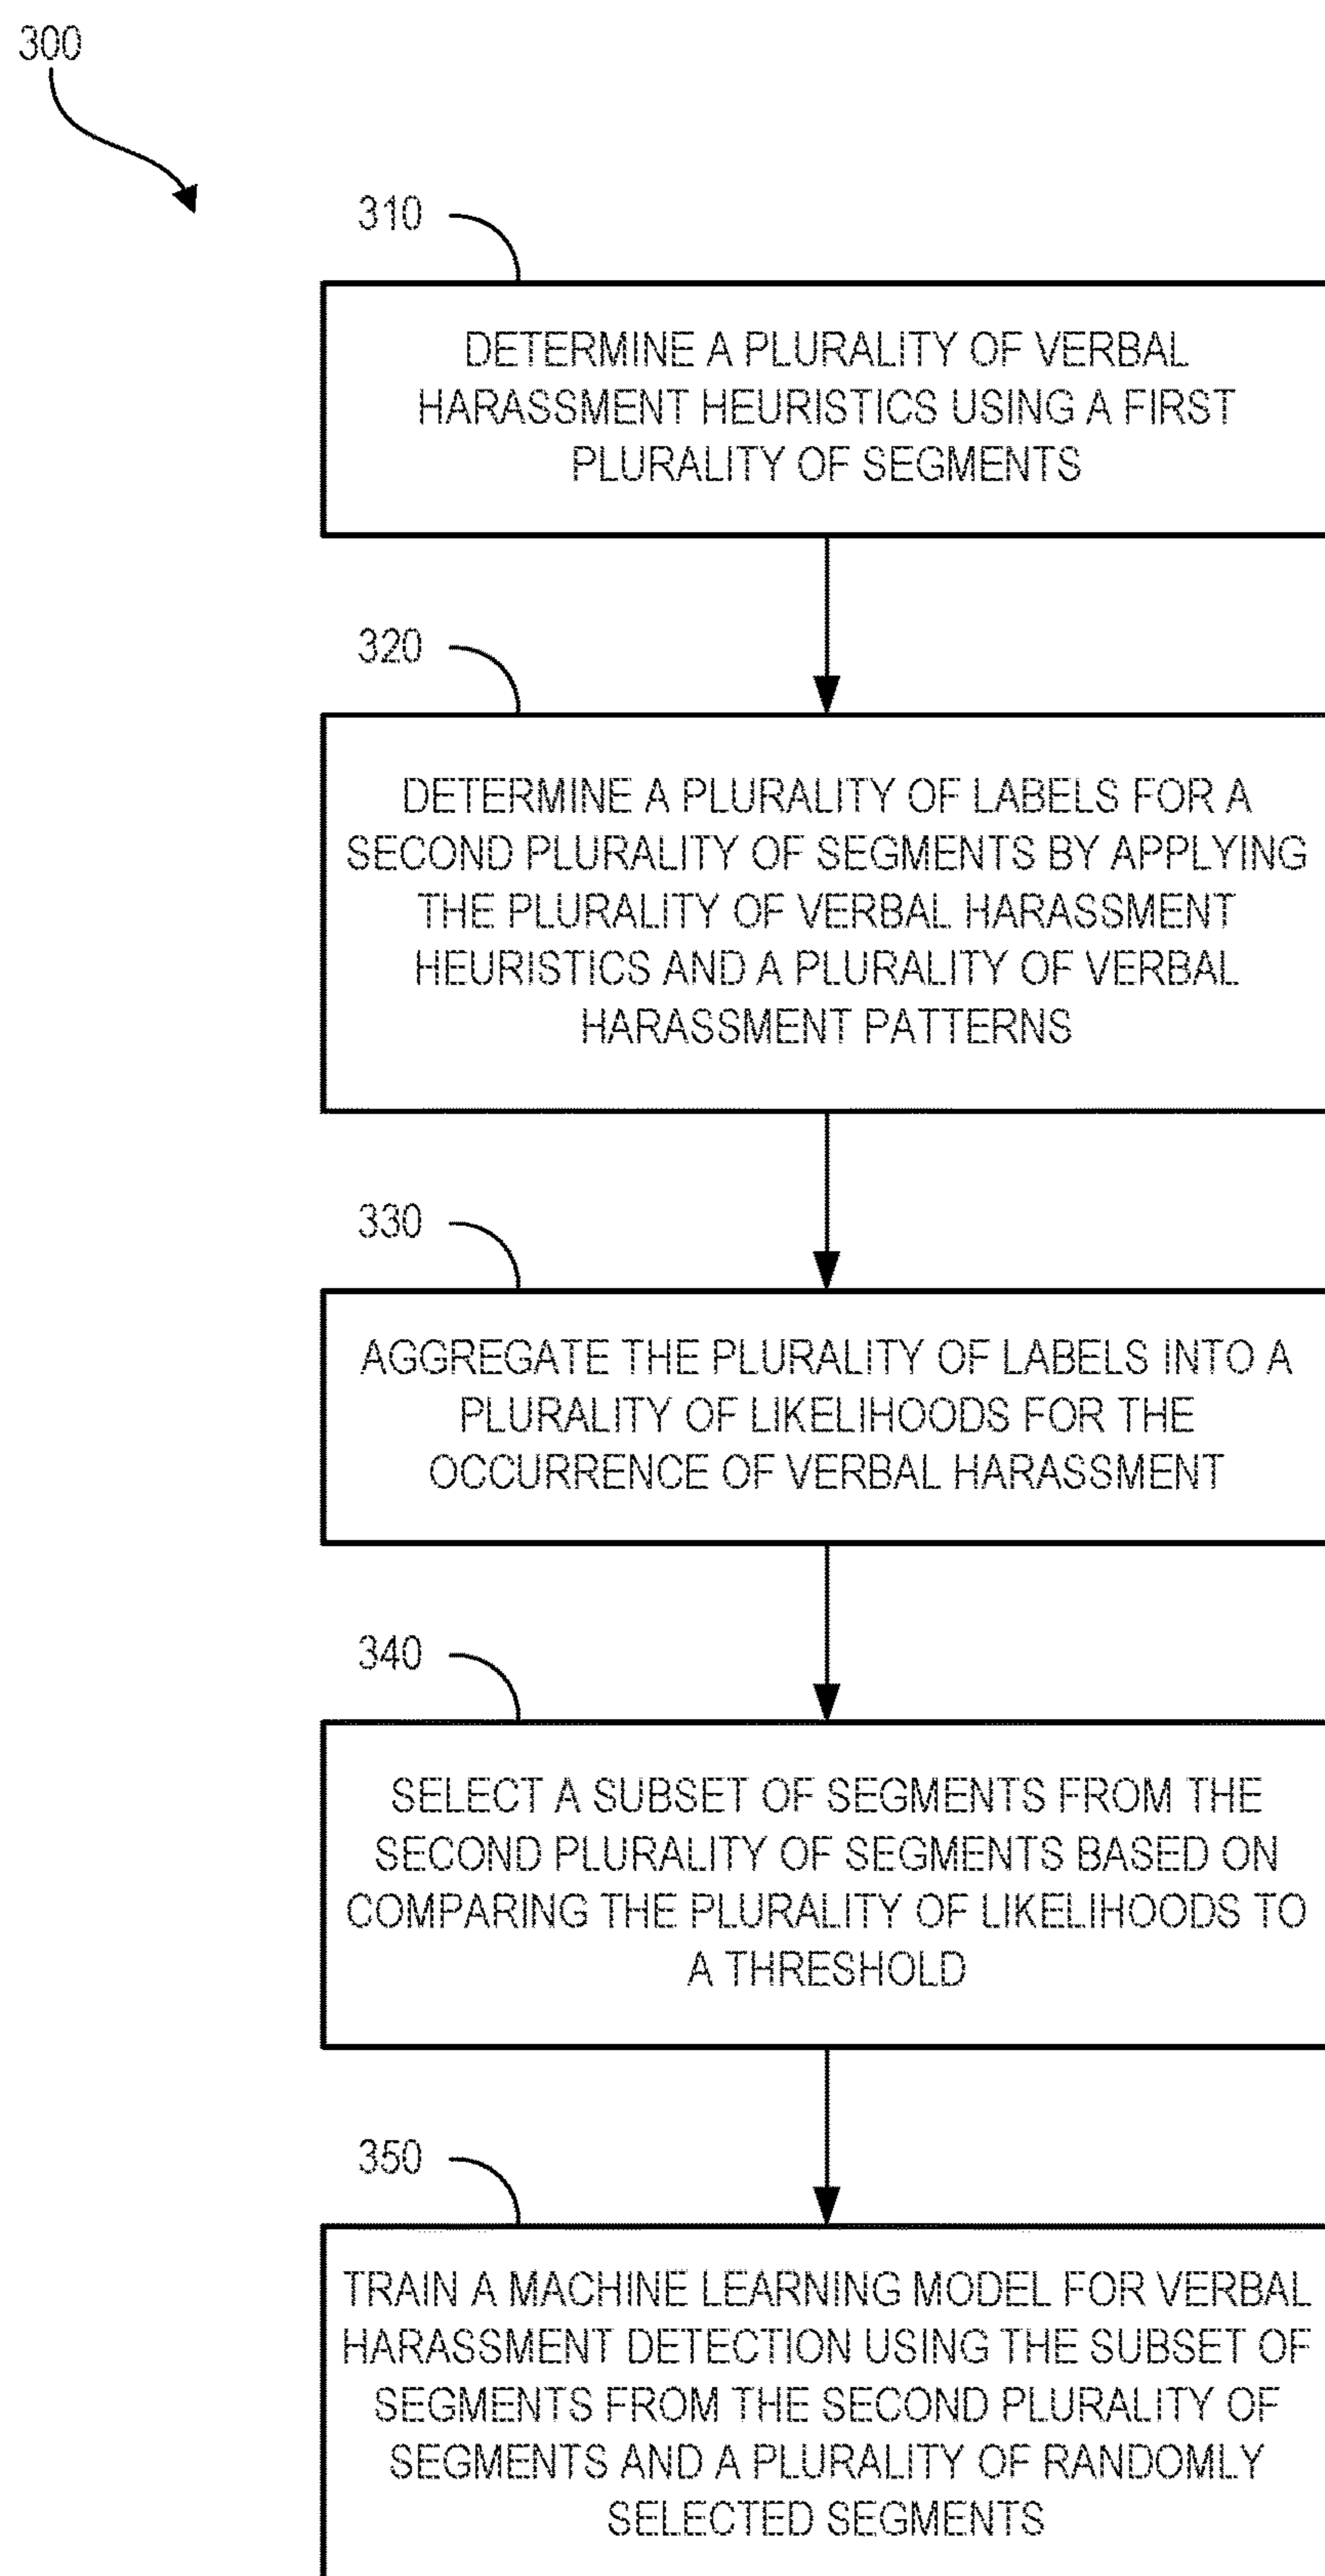 300
310
DETERMINE A PLURALITY OF VERBAL
HARASSMENT HEURISTICS USING A FIRST
PLURALITY OF SEGMENTS
320
DETERMINE A PLURALITY OF LABELS FOR A
SECOND PLURALITY OF SEGMENTS BY APPLYING
THE PLURALITY OF VERBAL HARASSMENT
HEURISTICS AND A PLURALITY OF VERBAL
HARASSMENT PATTERNS
330
AGGREGATE THE PLURALITY OF LABELS INTO A
PLURALITY OF LIKELIHOODS FOR THE
OCCURRENCE OF VERBAL HARASSMENT
340
SELECT A SUBSET OF SEGMENTS FROM THE
SECOND PLURALITY OF SEGMENTS BASED ON
COMPARING THE PLURALITY OF LIKELIHOODS TO
A THRESHOLD
350
TRAIN A MACHINE LEARNING MODEL FOR VERBAL
HARASSMENT DETECTION USING THE SUBSET OF
SEGMENTS FROM THE SECOND PLURALITY OF
SEGMENTS AND A PLURALITY OF RANDOMLY
SELECTED SEGMENTS